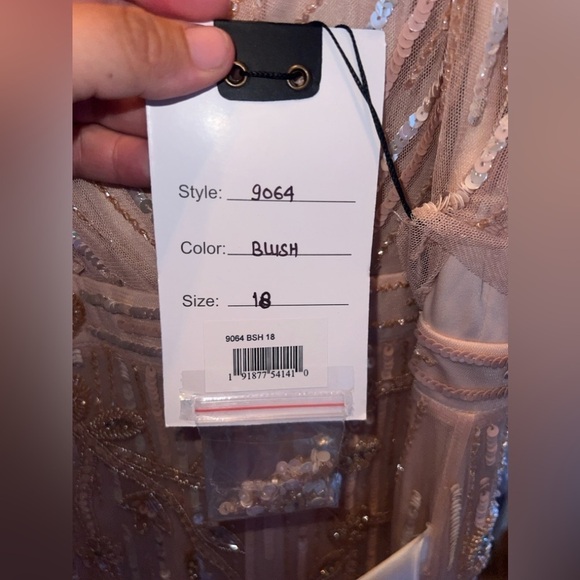 Style: 9064
Color: BLUSH
Size: 18
9064 BSH 18
1 91877 54141 0